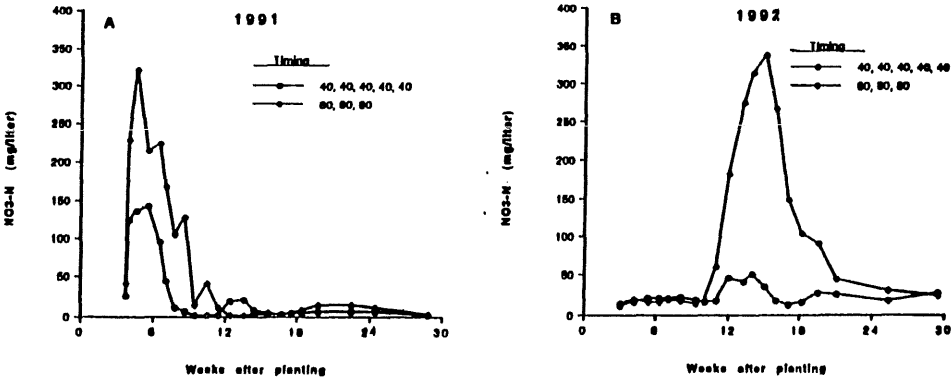 A
1991
Timing
40, 40, 40, 40, 40
80, 80, 80
NO3-N (mg/liter)
400
350
300
250
200
150
100
50
0
0
6
12
18
24
30
Weeks after planting
B
1992
Timing
40, 40, 40, 40, 40
80, 80, 80
NO3-N (mg/liter)
400
350
300
250
200
150
100
50
0
0
6
12
18
24
30
Weeks after planting